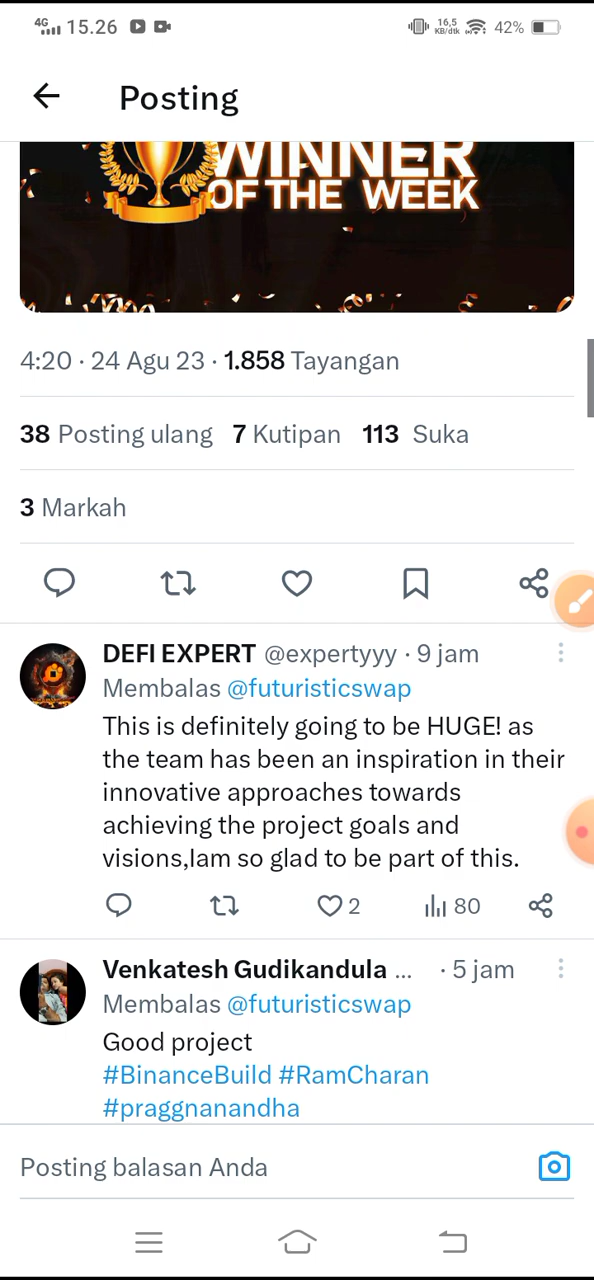 4G 15.26 16,5 KB/dtk 42%
Posting
WINNER
OF THE WEEK
4:20 · 24 Agu 23 · 1.858 Tayangan
38 Posting ulang 7 Kutipan 113 Suka
3 Markah
DEFI EXPERT @expertyyy · 9 jam
Membalas @futuristicswap
This is definitely going to be HUGE! as
the team has been an inspiration in their
innovative approaches towards
achieving the project goals and
visions,Iam so glad to be part of this.
2 80
Venkatesh Gudikandula ... · 5 jam
Membalas @futuristicswap
Good project
#BinanceBuild #RamCharan
#praggnanandha
Posting balasan Anda